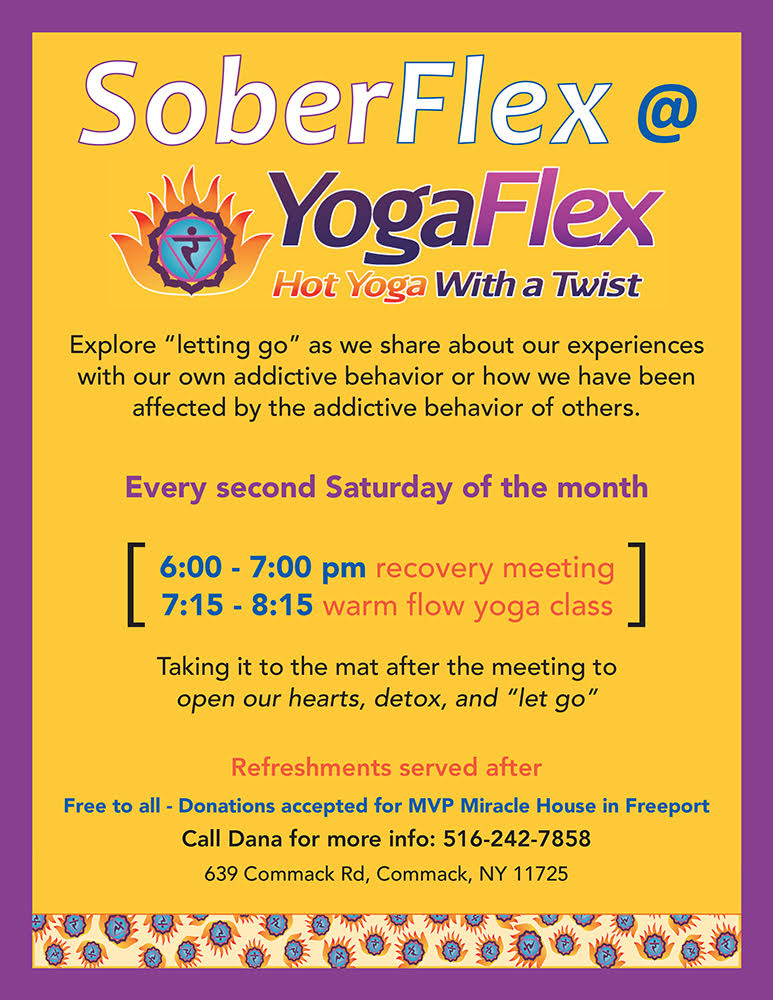 SoberFlex @
YogaFlex
Hot Yoga With a Twist
Explore “letting go” as we share about our experiences
with our own addictive behavior or how we have been
affected by the addictive behavior of others.
Every second Saturday of the month
6:00 - 7:00 pm recovery meeting
7:15 - 8:15 warm flow yoga class
Taking it to the mat after the meeting to
open our hearts, detox, and “let go”
Refreshments served after
Free to all - Donations accepted for MVP Miracle House in Freeport
Call Dana for more info: 516-242-7858
639 Commack Rd, Commack, NY 11725